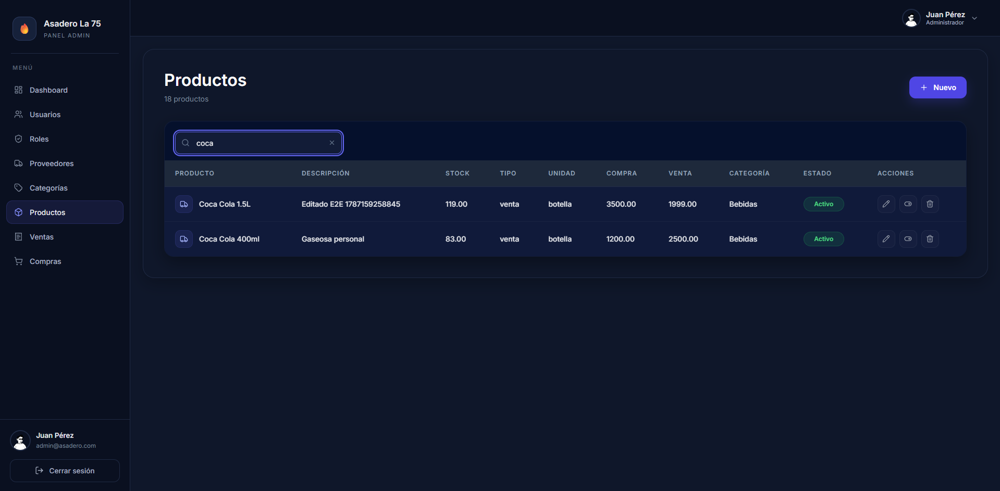 Asadero La 75
PANEL ADMIN
MENÚ
Dashboard
Usuarios
Roles
Proveedores
Categorías
Productos
Ventas
Compras
Juan Pérez
admin@asadero.com
Cerrar sesión
Juan Pérez
Administrador
Productos
18 productos
Nuevo
coca
PRODUCTO DESCRIPCIÓN STOCK TIPO UNIDAD COMPRA VENTA CATEGORÍA ESTADO ACCIONES
Coca Cola 1.5L Editado E2E 1787159258845 119.00 venta botella 3500.00 1999.00 Bebidas Activo
Coca Cola 400ml Gaseosa personal 83.00 venta botella 1200.00 2500.00 Bebidas Activo